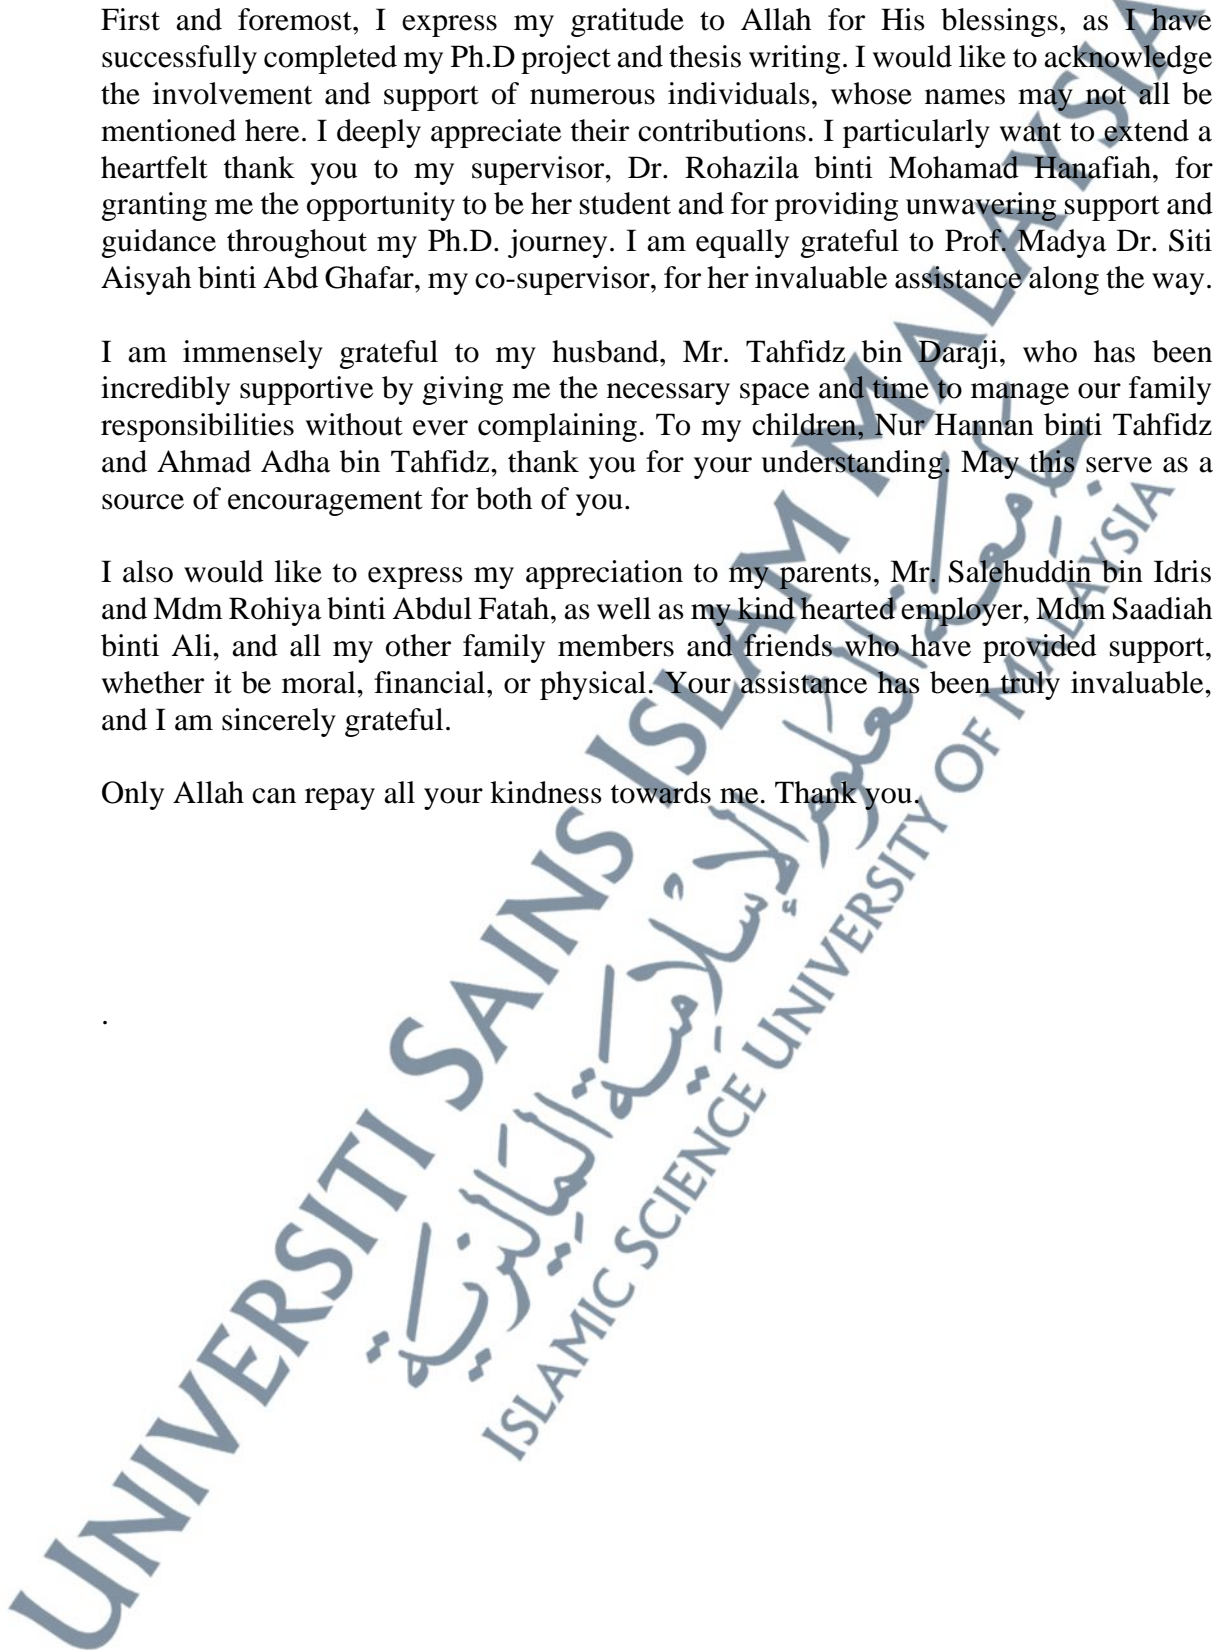 First and foremost, I express my gratitude to Allah for His blessings, as I have
successfully completed my Ph.D project and thesis writing. I would like to acknowledge
the involvement and support of numerous individuals, whose names may not all be
mentioned here. I deeply appreciate their contributions. I particularly want to extend a
heartfelt thank you to my supervisor, Dr. Rohazila binti Mohamad Hanafiah, for
granting me the opportunity to be her student and for providing unwavering support and
guidance throughout my Ph.D. journey. I am equally grateful to Prof. Madya Dr. Siti
Aisyah binti Abd Ghafar, my co-supervisor, for her invaluable assistance along the way.
I am immensely grateful to my husband, Mr. Tahfidz bin Daraji, who has been
incredibly supportive by giving me the necessary space and time to manage our family
responsibilities without ever complaining. To my children, Nur Hannan binti Tahfidz
and Ahmad Adha bin Tahfidz, thank you for your understanding. May this serve as a
source of encouragement for both of you.
I also would like to express my appreciation to my parents, Mr. Salehuddin bin Idris
and Mdm Rohiya binti Abdul Fatah, as well as my kind hearted employer, Mdm Saadiah
binti Ali, and all my other family members and friends who have provided support,
whether it be moral, financial, or physical. Your assistance has been truly invaluable,
and I am sincerely grateful.
Only Allah can repay all your kindness towards me. Thank you.
.
UNIVERSITI SAINS ISLAM MALAYSIA
جامعة العلوم الإسلامية الماليزية
ISLAMIC SCIENCE UNIVERSITY OF MALAYSIA